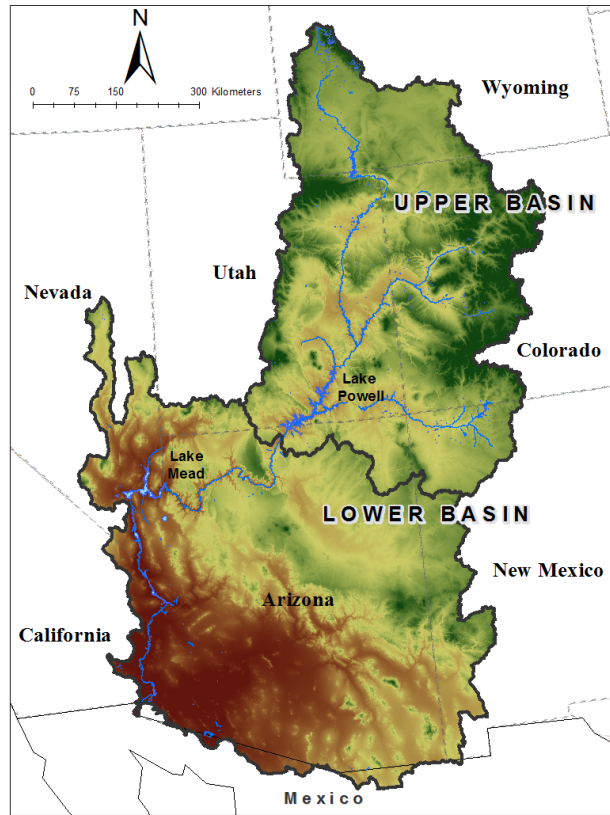 N
0 75 150 300 Kilometers
Wyoming
UPPER BASIN
Utah
Nevada
Colorado
Lake
Powell
Lake
Mead
LOWER BASIN
New Mexico
Arizona
California
Mexico